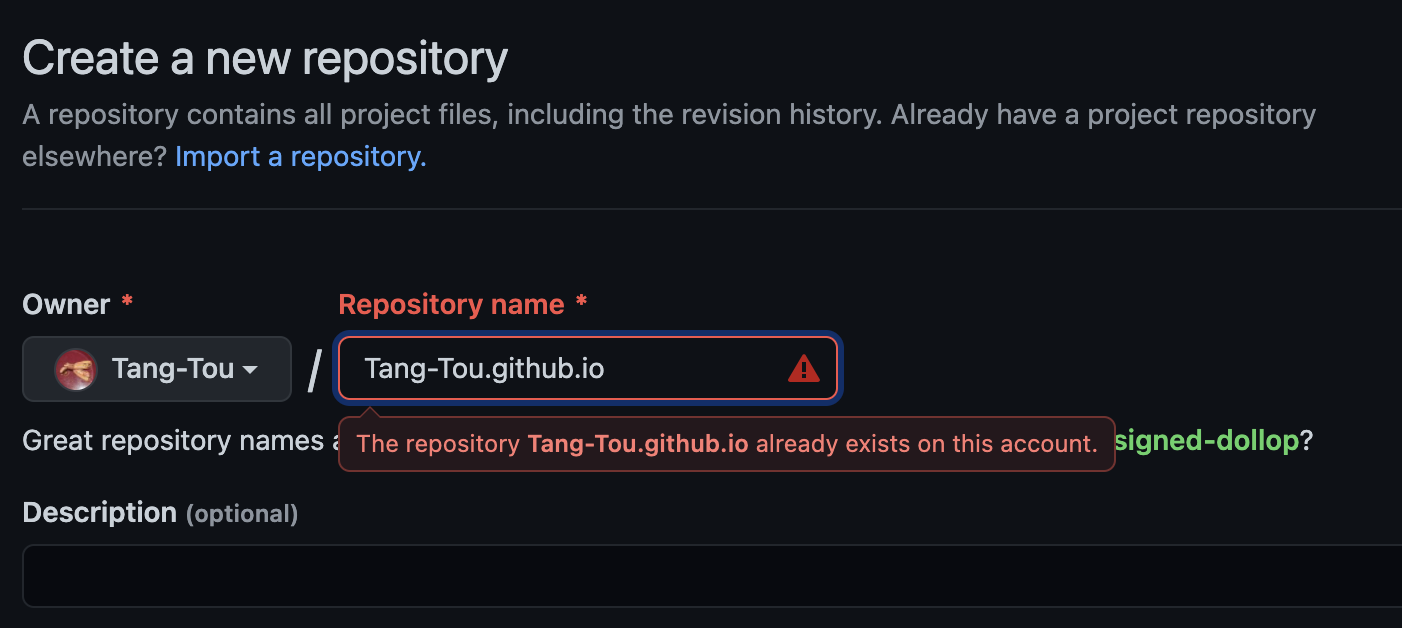 Create a new repository
A repository contains all project files, including the revision history. Already have a project repository
elsewhere? Import a repository.
Owner *
Repository name *
Tang-Tou
/
Tang-Tou.github.io
Great repository names
The repository Tang-Tou.github.io already exists on this account.
signed-dollop?
Description (optional)